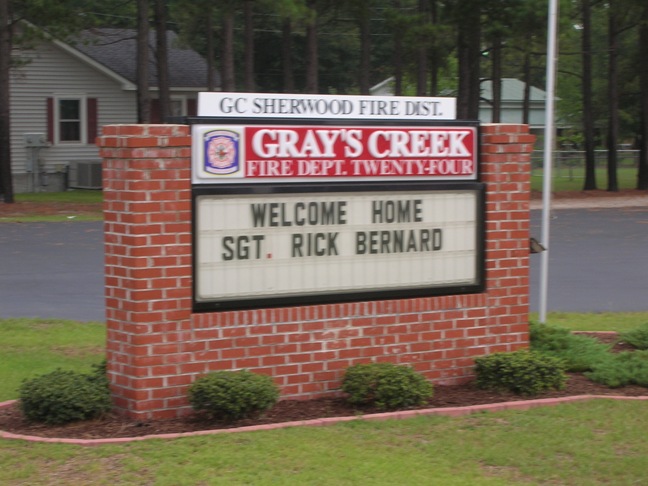 GC SHERWOOD FIRE DIST.
GRAY'S CREEK
FIRE DEPT. TWENTY-FOUR
WELCOME HOME
SGT. RICK BERNARD